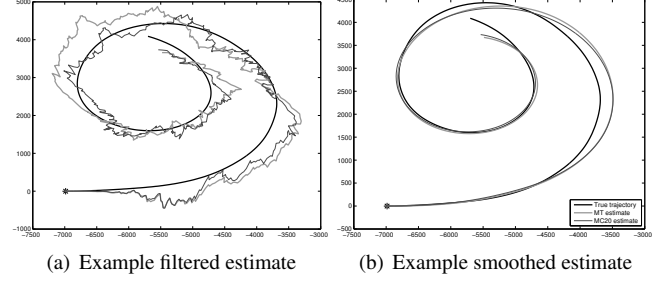 5000
4000
3000
2000
1000
0
-1000
-7500 -7000 -6500 -6000 -5500 -5000 -4500 -4000 -3500 -3000
4500
4000
3500
3000
2500
2000
1500
1000
500
0
-500
-7500 -7000 -6500 -6000 -5500 -5000 -4500 -4000 -3500 -3000
True trajectory
MT estimate
MC20 estimate
(a) Example filtered estimate
(b) Example smoothed estimate